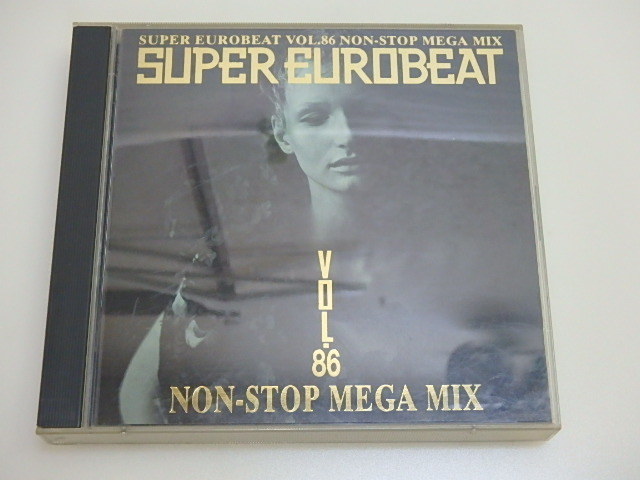 SUPER EUROBEAT VOL.86 NON-STOP MEGA MIX
SUPER EUROBEAT
VOL.
86
NON-STOP MEGA MIX